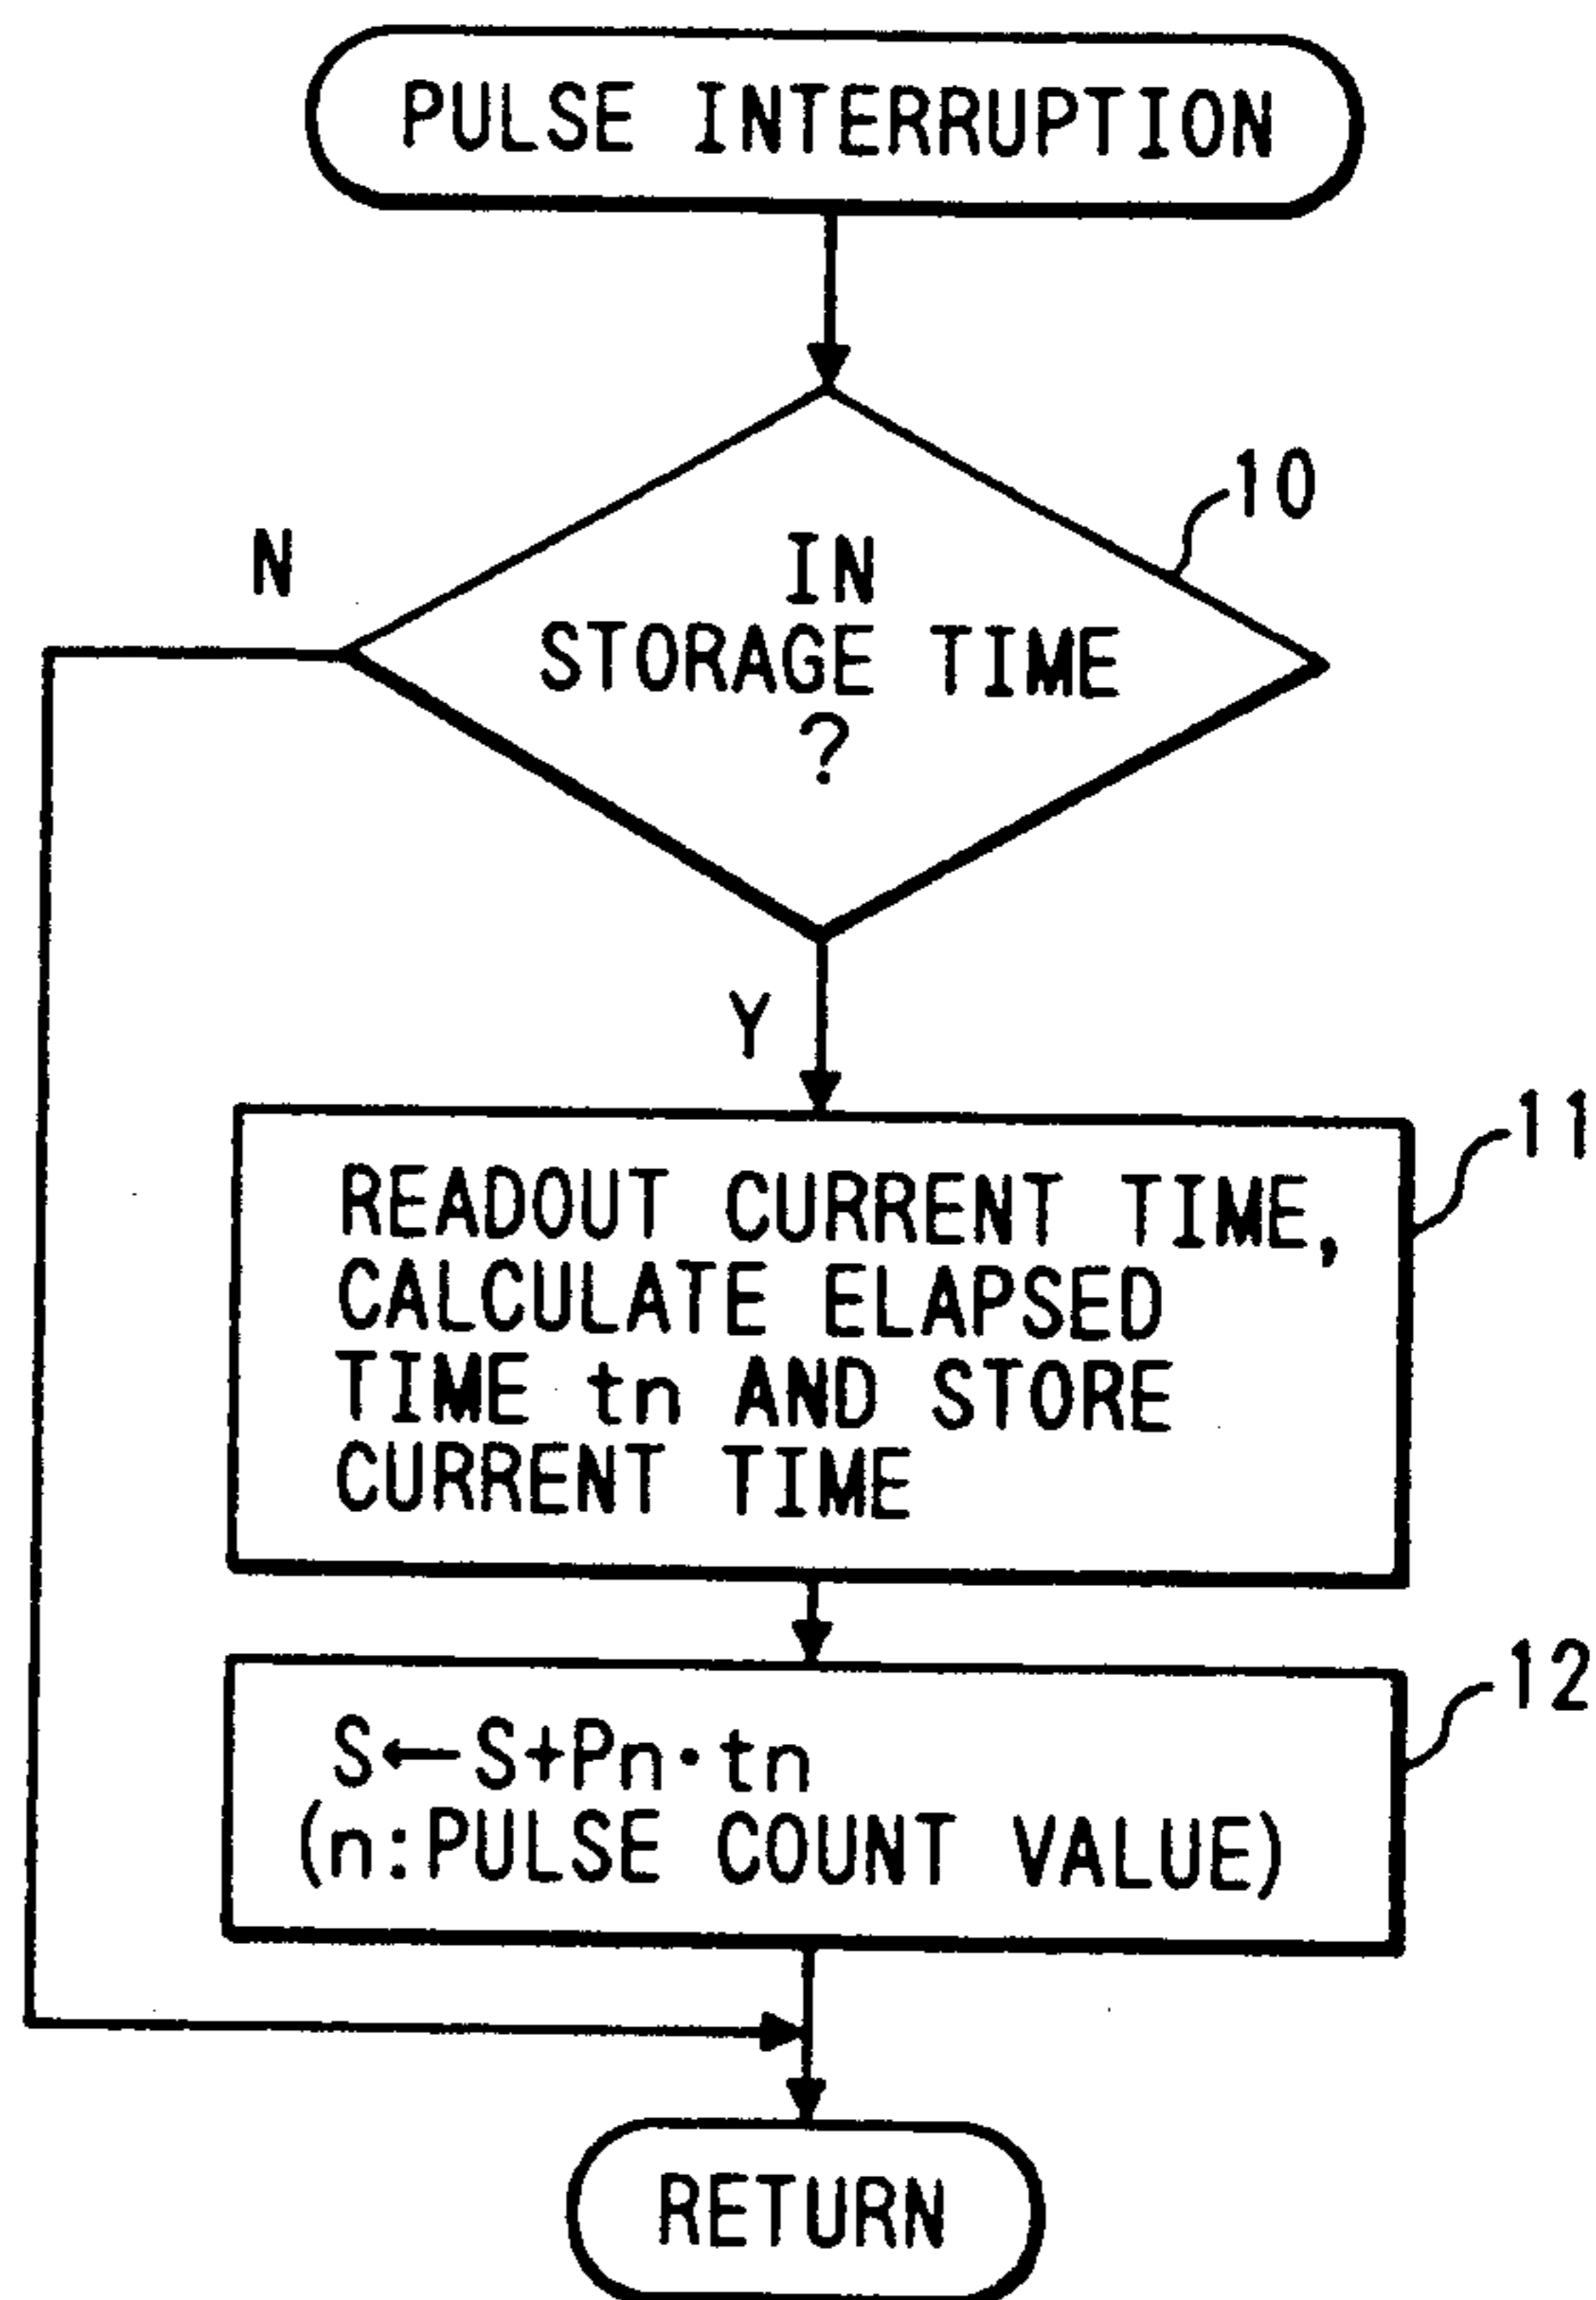 PULSE INTERRUPTION
10
N
IN
STORAGE TIME
?
Y
11
READOUT CURRENT TIME,
CALCULATE ELAPSED
TIME tn AND STORE
CURRENT TIME
12
S←S+Pn·tn
(n:PULSE COUNT VALUE)
RETURN